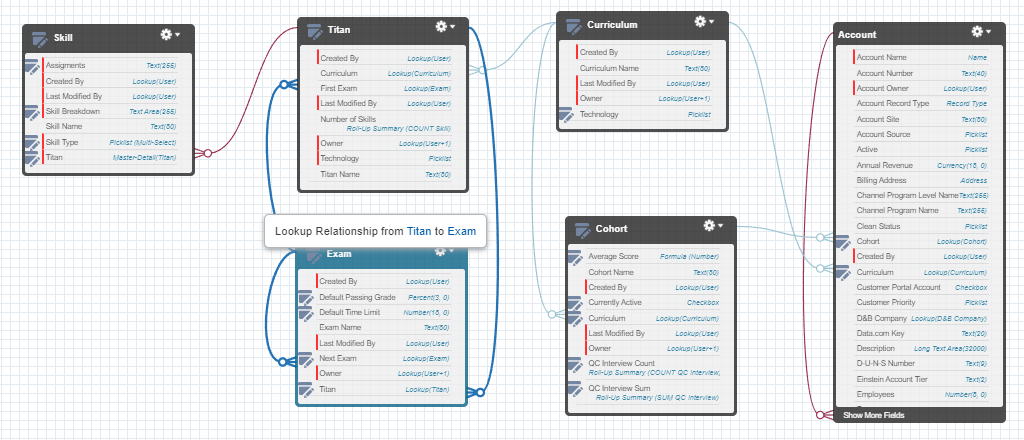 Skill
Assigments Text(255)
Created By Lookup(User)
Last Modified By Lookup(User)
Skill Breakdown Text Area(255)
Skill Name Text(80)
Skill Type Picklist (Multi-Select)
Titan Master-Detail(Titan)
Titan
Created By Lookup(User)
Curriculum Lookup(Curriculum)
First Exam Lookup(Exam)
Last Modified By Lookup(User)
Number of Skills
Roll-Up Summary (COUNT Skill)
Owner Lookup(User+1)
Technology Picklist
Titan Name Text(80)
Lookup Relationship from Titan to Exam
Exam
Created By Lookup(User)
Default Passing Grade Percent(3, 0)
Default Time Limit Number(18, 0)
Exam Name Text(80)
Last Modified By Lookup(User)
Next Exam Lookup(Exam)
Owner Lookup(User+1)
Titan Lookup(Titan)
Curriculum
Created By Lookup(User)
Curriculum Name Text(80)
Last Modified By Lookup(User)
Owner Lookup(User+1)
Technology Picklist
Cohort
Average Score Formula (Number)
Cohort Name Text(80)
Created By Lookup(User)
Currently Active Checkbox
Curriculum Lookup(Curriculum)
Last Modified By Lookup(User)
Owner Lookup(User+1)
QC Interview Count
Roll-Up Summary (COUNT QC Interview,
QC Interview Sum
Roll-Up Summary (SUM QC Interview)
Account
Account Name Name
Account Number Text(40)
Account Owner Lookup(User)
Account Record Type Record Type
Account Site Text(80)
Account Source Picklist
Active Picklist
Annual Revenue Currency(18, 0)
Billing Address Address
Channel Program Level Name Text(255)
Channel Program Name Text(255)
Clean Status Picklist
Cohort Lookup(Cohort)
Created By Lookup(User)
Curriculum Lookup(Curriculum)
Customer Portal Account Checkbox
Customer Priority Picklist
D&B Company Lookup(D&B Company)
Data.com Key Text(20)
Description Long Text Area(32000)
D-U-N-S Number Text(9)
Einstein Account Tier Text(2)
Employees Number(8, 0)
Show More Fields